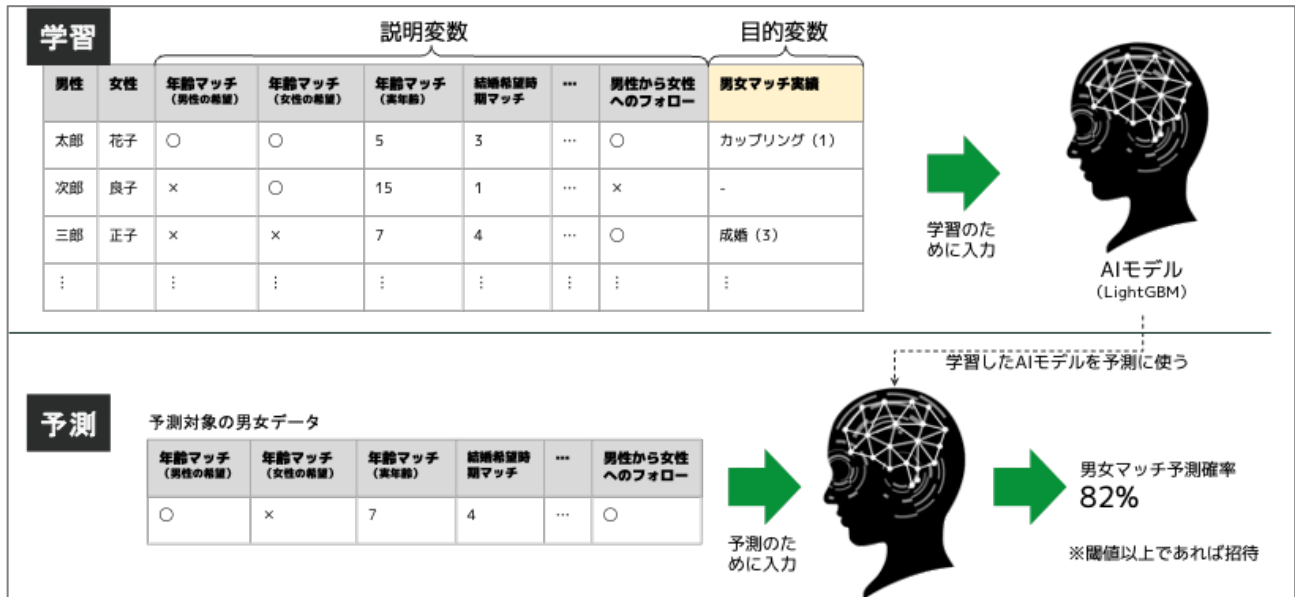 学習
説明変数
目的変数
男性 女性 年齢マッチ 年齢マッチ 年齢マッチ 結婚希望時 … 男性から女性 男女マッチ実績
(男性の希望) (女性の希望) (実年齢) 期マッチ へのフォロー
太郎 花子 ○ ○ 5 3 … ○ カップリング (1)
次郎 良子 × ○ 15 1 … × -
三郎 正子 × × 7 4 … ○ 成婚 (3)
⋮ ⋮ ⋮ ⋮ ⋮ ⋮ ⋮ ⋮
学習のた
めに入力
AIモデル
(LightGBM)
学習したAIモデルを予測に使う
予測
予測対象の男女データ
年齢マッチ 年齢マッチ 年齢マッチ 結婚希望時 … 男性から女性
(男性の希望) (女性の希望) (実年齢) 期マッチ へのフォロー
○ × 7 4 … ○
予測のた
めに入力
男女マッチ予測確率
82%
※閾値以上であれば招待